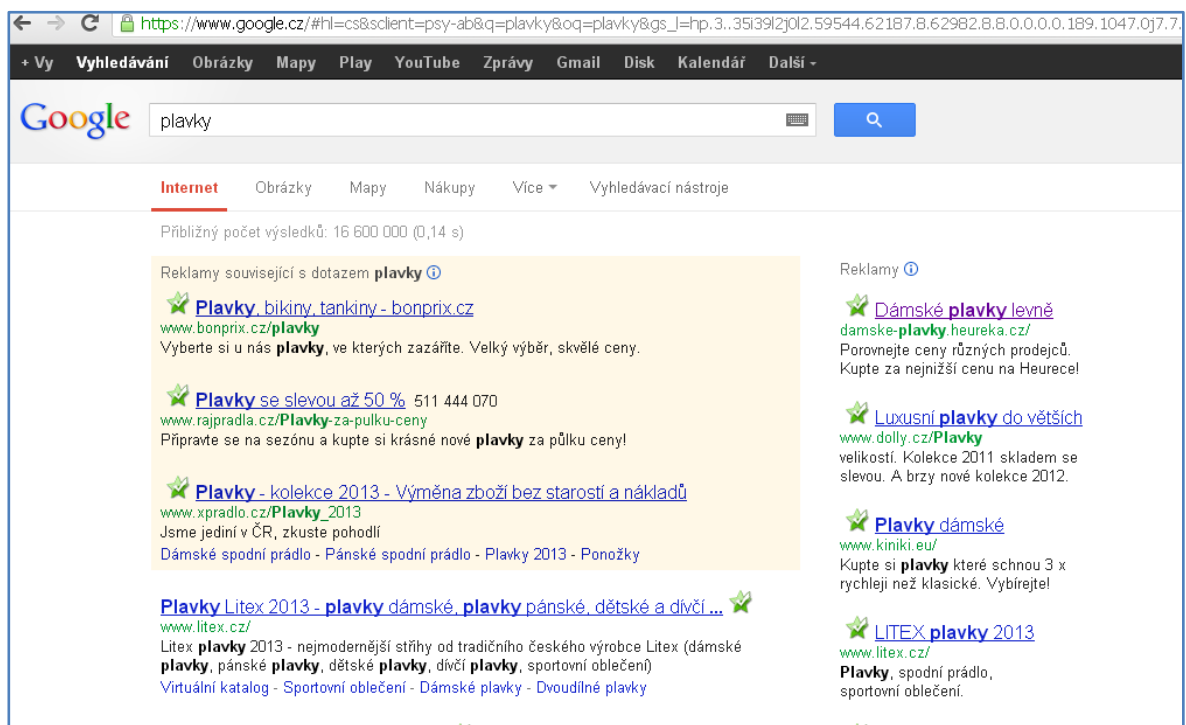 https://www.google.cz/#hl=cs&sclient=psy-ab&q=plavky&oq=plavky&gs_l=hp.3..35i39l2j0l2.59544.62187.8.62982.8.8.0.0.0.0.189.1047.0j7.7.
+ Vy Vyhledávání Obrázky Mapy Play YouTube Zprávy Gmail Disk Kalendář Další
Google plavky
Internet Obrázky Mapy Nákupy Více Vyhledávací nástroje
Přibližný počet výsledků: 16 600 000 (0,14 s)
Reklamy související s dotazem plavky
Plavky, bikiny, tankiny - bonprix.cz
www.bonprix.cz/plavky
Vyberte si u nás plavky, ve kterých zazáříte. Velký výběr, skvělé ceny.
Plavky se slevou až 50 % 511 444 070
www.rajpradla.cz/Plavky-za-pulku-ceny
Připravte se na sezónu a kupte si krásné nové plavky za půlku ceny!
Plavky - kolekce 2013 - Výměna zboží bez starostí a nákladů
www.xpradlo.cz/Plavky_2013
Jsme jediní v ČR, zkuste pohodlí
Dámské spodní prádlo - Pánské spodní prádlo - Plavky 2013 - Ponožky
Plavky Litex 2013 - plavky dámské, plavky pánské, dětské a dívčí ...
www.litex.cz/
Litex plavky 2013 - nejmodernější střihy od tradičního českého výrobce Litex (dámské
plavky, pánské plavky, dětské plavky, dívčí plavky, sportovní oblečení)
Virtuální katalog - Sportovní oblečení - Dámské plavky - Dvoudílné plavky
Reklamy
Dámské plavky levně
damske-plavky.heureka.cz/
Porovnejte ceny různých prodejců.
Kupte za nejnižší cenu na Heurece!
Luxusní plavky do větších
www.dolly.cz/Plavky
velikostí. Kolekce 2011 skladem se
slevou. A brzy nové kolekce 2012.
Plavky dámské
www.kiniki.eu/
Kupte si plavky které schnou 3 x
rychleji než klasické. Vybírejte!
LITEX plavky 2013
www.litex.cz/
Plavky, spodní prádlo,
sportovní oblečení.